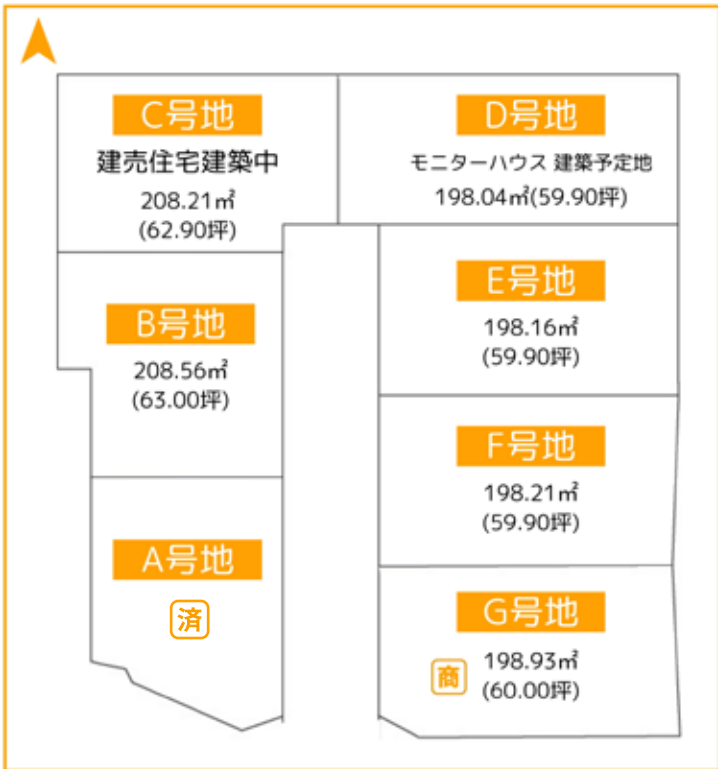 C号地
建売住宅建築中
208.21㎡
(62.90坪)
D号地
モニターハウス 建築予定地
198.04㎡(59.90坪)
B号地
208.56㎡
(63.00坪)
E号地
198.16㎡
(59.90坪)
F号地
198.21㎡
(59.90坪)
A号地
済
G号地
商
198.93㎡
(60.00坪)